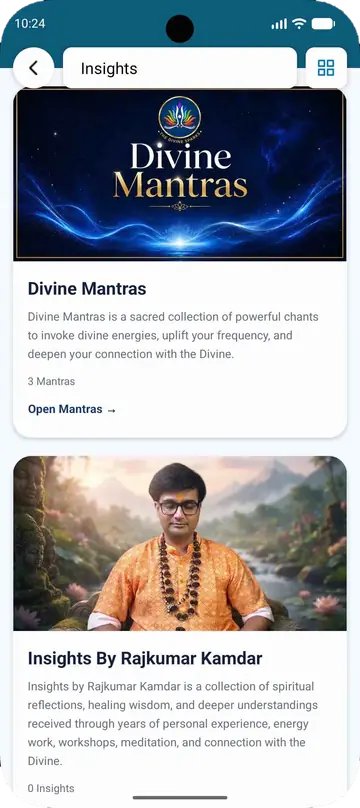 10:24
Insights
THE DIVINE SPARKS
Divine
Mantras
Divine Mantras
Divine Mantras is a sacred collection of powerful chants
to invoke divine energies, uplift your frequency, and
deepen your connection with the Divine.
3 Mantras
Open Mantras →
Insights By Rajkumar Kamdar
Insights by Rajkumar Kamdar is a collection of spiritual
reflections, healing wisdom, and deeper understandings
received through years of personal experience, energy
work, workshops, meditation, and connection with the
Divine.
0 Insights